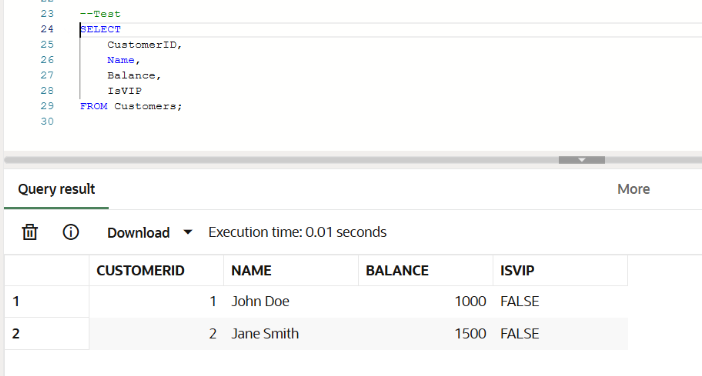 23 --Test
24 SELECT
25 CustomerID,
26 Name,
27 Balance,
28 IsVIP
29 FROM Customers;
30
Query result More
Download Execution time: 0.01 seconds
CUSTOMERID NAME BALANCE ISVIP
1 1 John Doe 1000 FALSE
2 2 Jane Smith 1500 FALSE